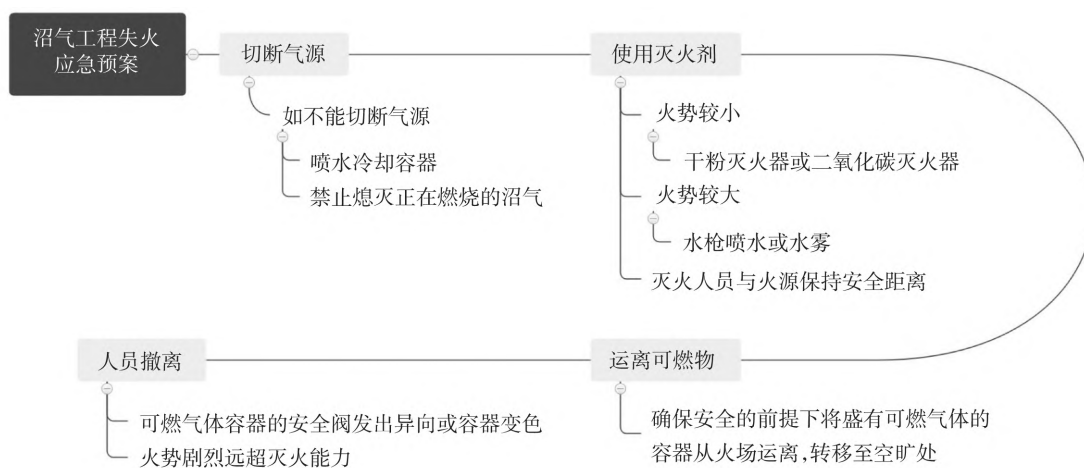 沼气工程失火
应急预案
切断气源
如不能切断气源
喷水冷却容器
禁止熄灭正在燃烧的沼气
使用灭火剂
火势较小
干粉灭火器或二氧化碳灭火器
火势较大
水枪喷水或水雾
灭火人员与火源保持安全距离
运离可燃物
确保安全的前提下将盛有可燃气体的
容器从火场运离,转移至空旷处
人员撤离
可燃气体容器的安全阀发出异向或容器变色
火势剧烈远超灭火能力